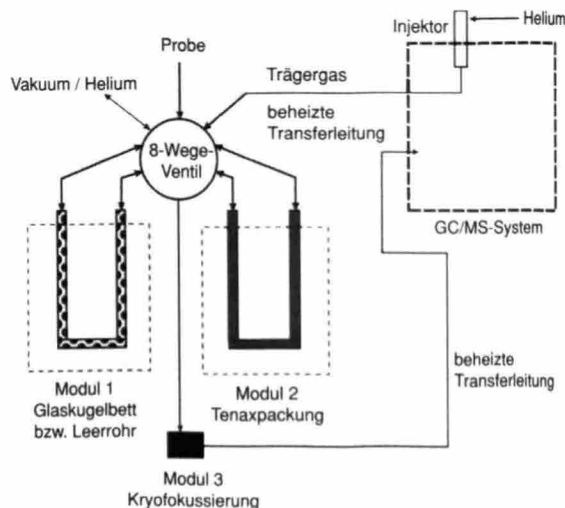 Injektor
Helium
Probe
Trägergas
Vakuum / Helium
beheizte
Transferleitung
8-Wege-
Ventil
GC/MS-System
beheizte
Transferleitung
Modul 1
Glaskugelbett
bzw. Leerrohr
Modul 2
Tenaxpackung
Modul 3
Kryofokussierung